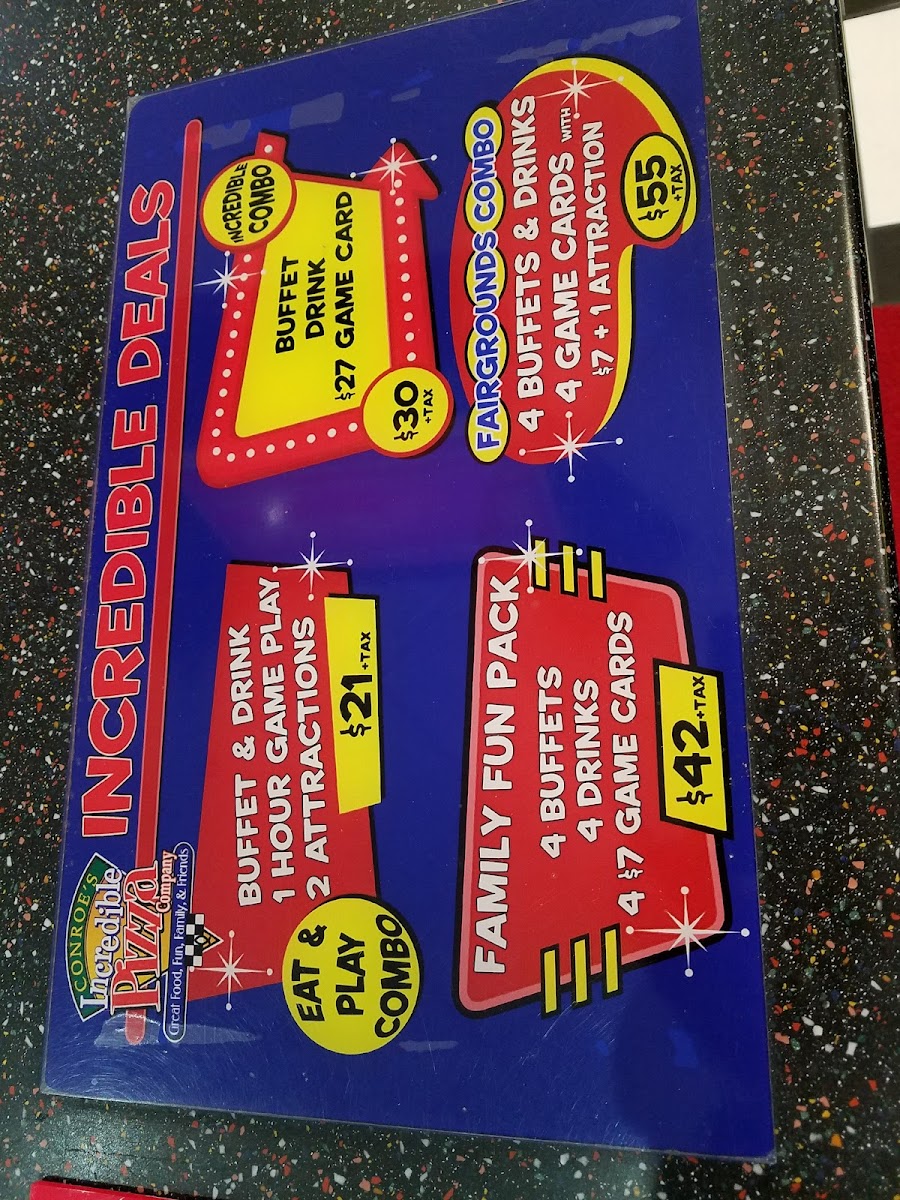 CONROE'S
Incredible
Pizza
Company
Great Food, Fun, Family, & Friends
INCREDIBLE DEALS
EAT &
PLAY
COMBO
BUFFET & DRINK
1 HOUR GAME PLAY
2 ATTRACTIONS
$21 +TAX
INCREDIBLE
COMBO
BUFFET
DRINK
$27 GAME CARD
$30
+TAX
FAMILY FUN PACK
4 BUFFETS
4 DRINKS
4 $7 GAME CARDS
$42 +TAX
FAIRGROUNDS COMBO
4 BUFFETS & DRINKS
4 GAME CARDS WITH
$7 + 1 ATTRACTION
$55
+TAX